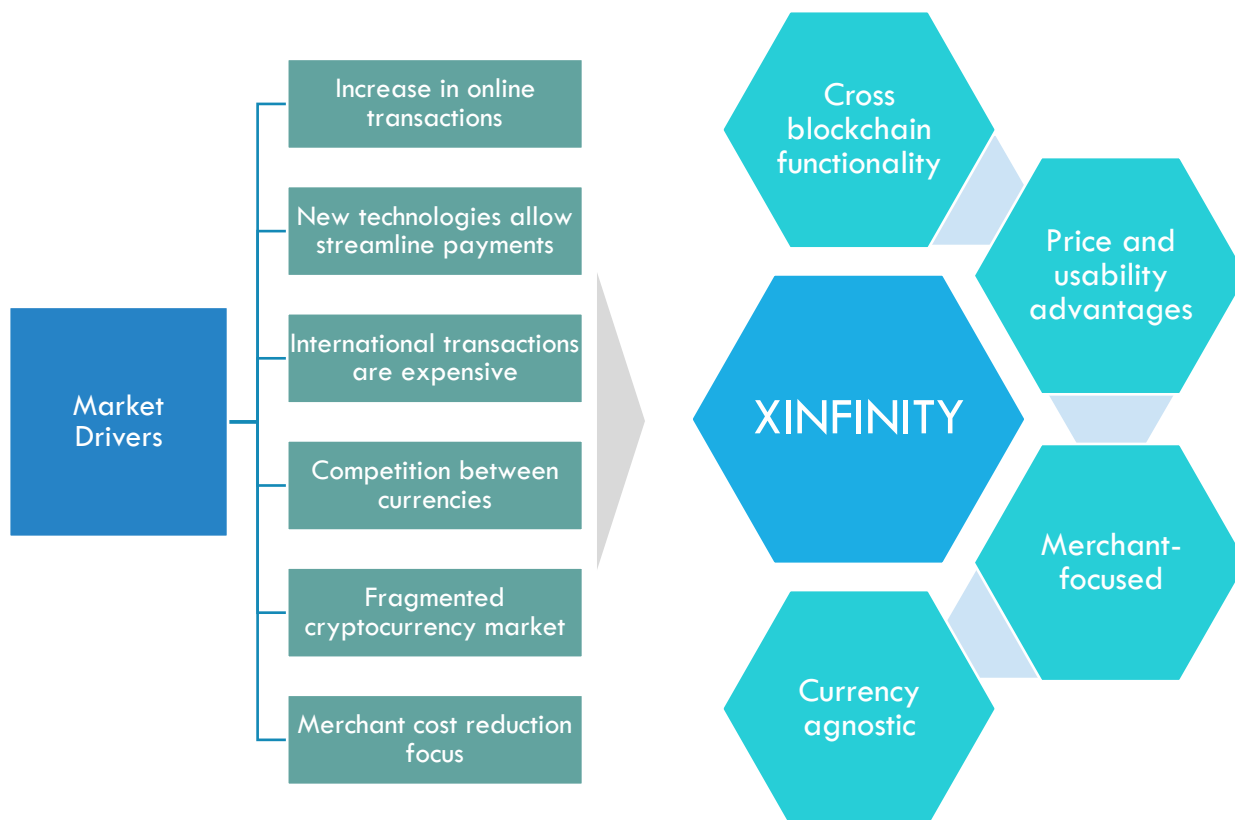 Market
Drivers
Increase in online
transactions
New technologies allow
streamline payments
International transactions
are expensive
Competition between
currencies
Fragmented
cryptocurrency market
Merchant cost reduction
focus
XINFINITY
Cross
blockchain
functionality
Price and
usability
advantages
Merchant-
focused
Currency
agnostic